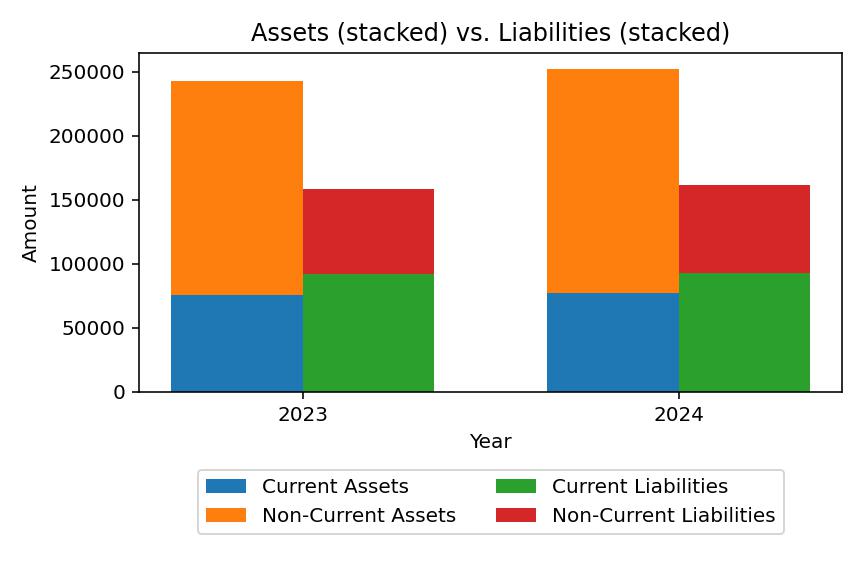 Assets (stacked) vs. Liabilities (stacked)
Amount
250000
200000
150000
100000
50000
0
2023 2024
Year
Current Assets Current Liabilities
Non-Current Assets Non-Current Liabilities